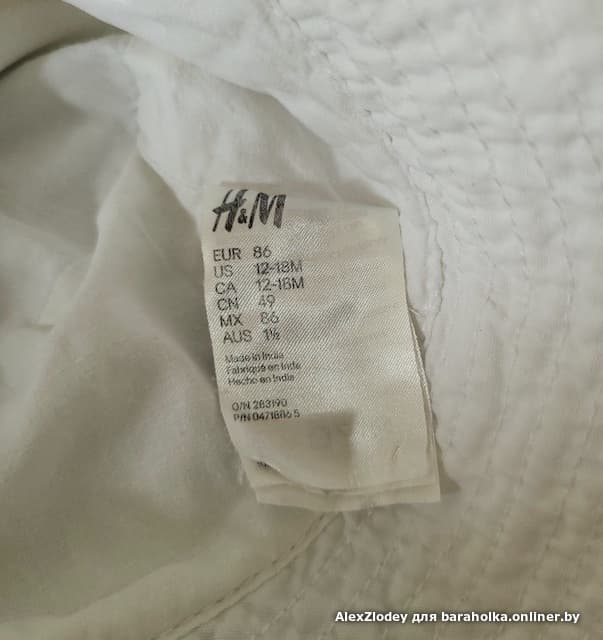 H&M
EUR 86
US 12-18M
CA 12-18M
CN 49
MX 86
AUS 1½
Made in India
Fabriqué en Inde
Hecho en India
O/N 283190
P/N 0471886 5
AlexZlodey для baraholka.onliner.by